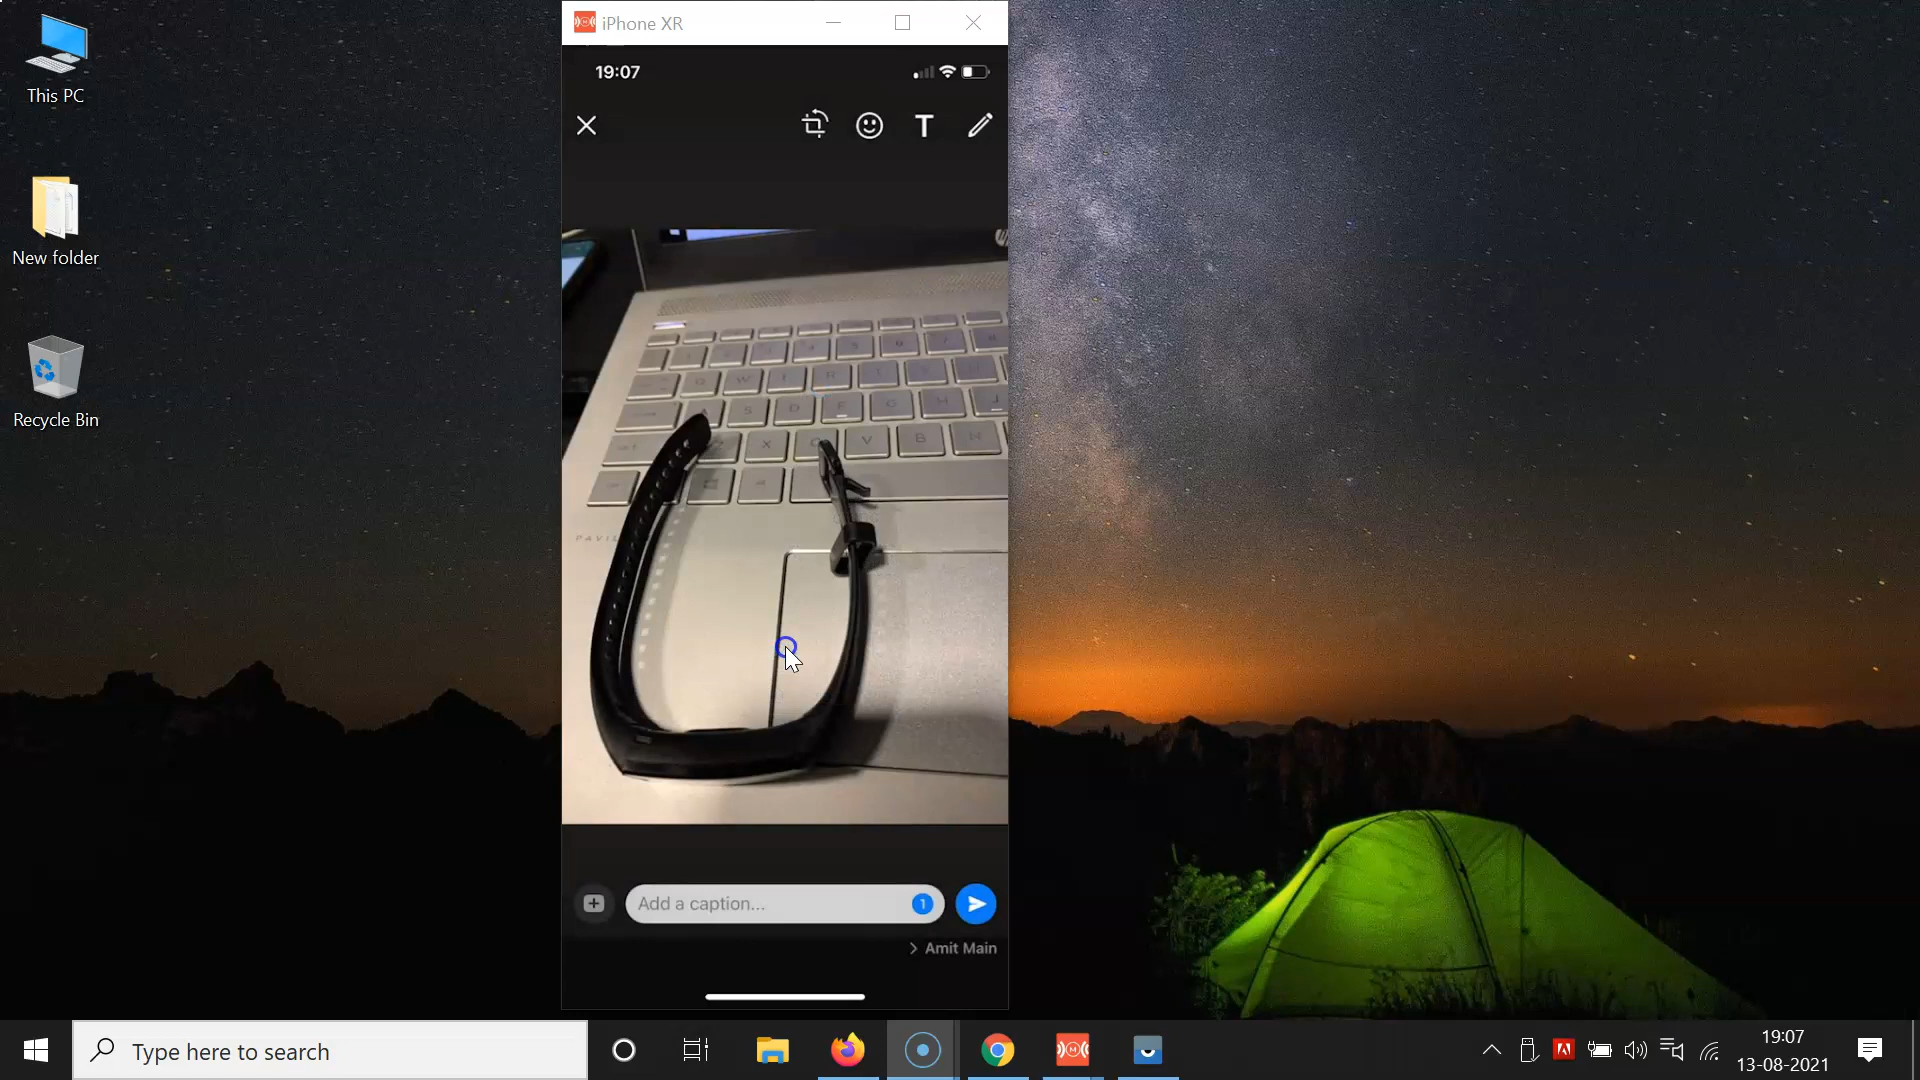 iPhone XR
19:07
T
This PC
New folder
Recycle Bin
PAVIL
Add a caption...
1
Amit Main
Type here to search
19:07
13-08-2021